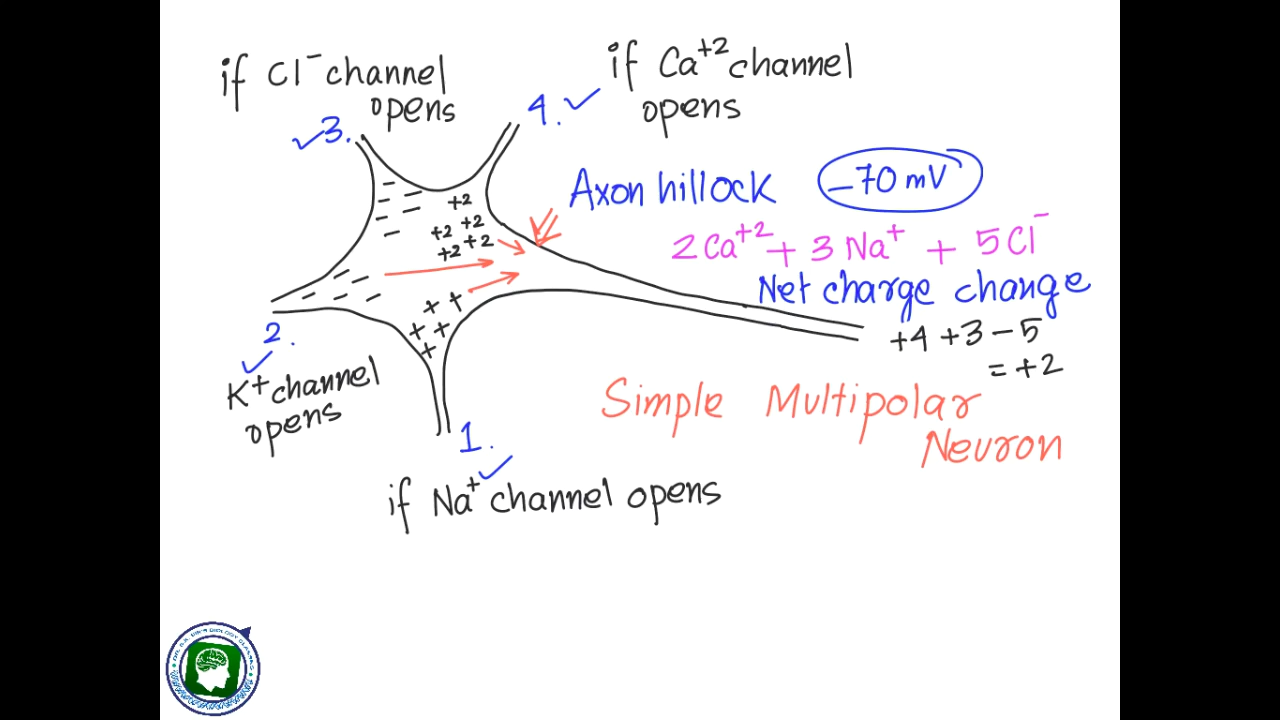 if Cl⁻ channel
opens
if Ca⁺² channel
opens
3.
4.
+2
+2 +2
+2 +2
Axon hillock
-70 mV
2Ca⁺² + 3Na⁺ + 5Cl⁻
Net charge change
+4 +3 -5
= +2
2.
K⁺ channel
opens
Simple Multipolar
Neuron
1.
if Na⁺ channel opens